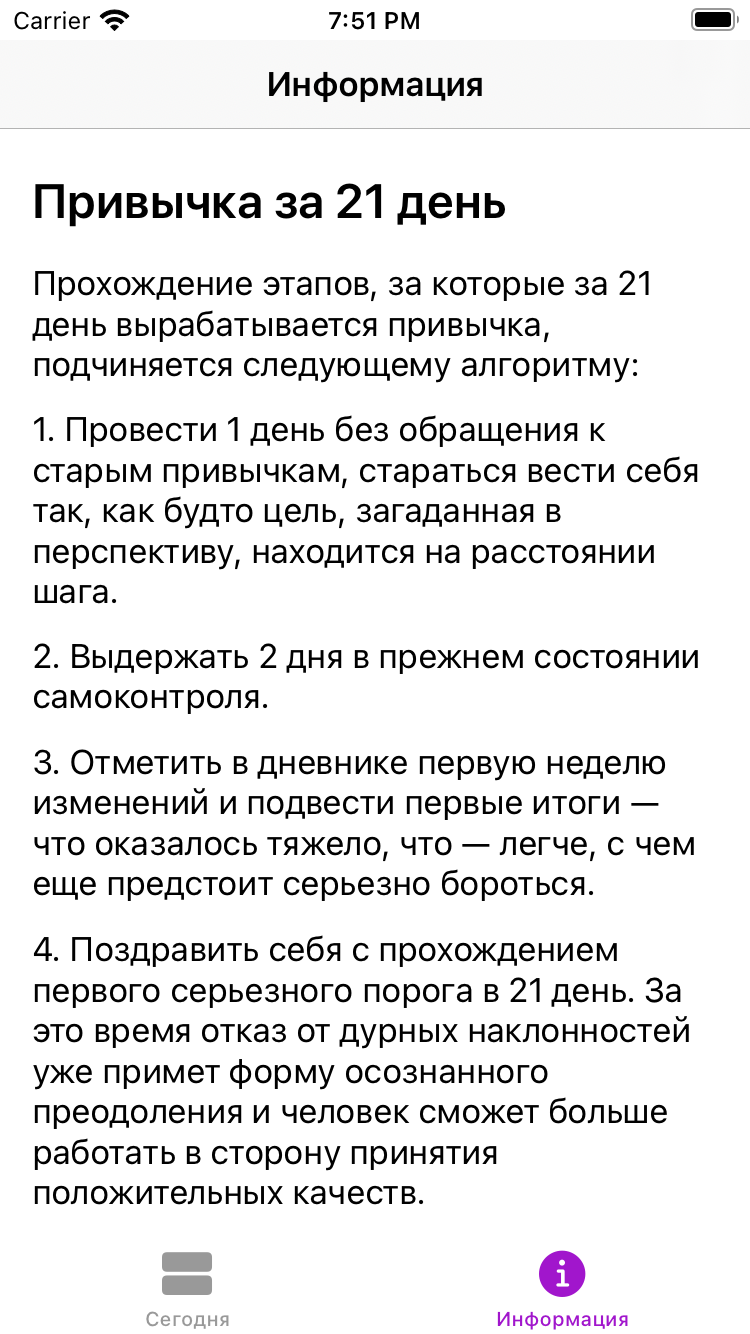 Carrier 7:51 PM
Информация
Привычка за 21 день
Прохождение этапов, за которые за 21
день вырабатывается привычка,
подчиняется следующему алгоритму:
1. Провести 1 день без обращения к
старым привычкам, стараться вести себя
так, как будто цель, загаданная в
перспективу, находится на расстоянии
шага.
2. Выдержать 2 дня в прежнем состоянии
самоконтроля.
3. Отметить в дневнике первую неделю
изменений и подвести первые итоги —
что оказалось тяжело, что — легче, с чем
еще предстоит серьезно бороться.
4. Поздравить себя с прохождением
первого серьезного порога в 21 день. За
это время отказ от дурных наклонностей
уже примет форму осознанного
преодоления и человек сможет больше
работать в сторону принятия
положительных качеств.
Сегодня Информация